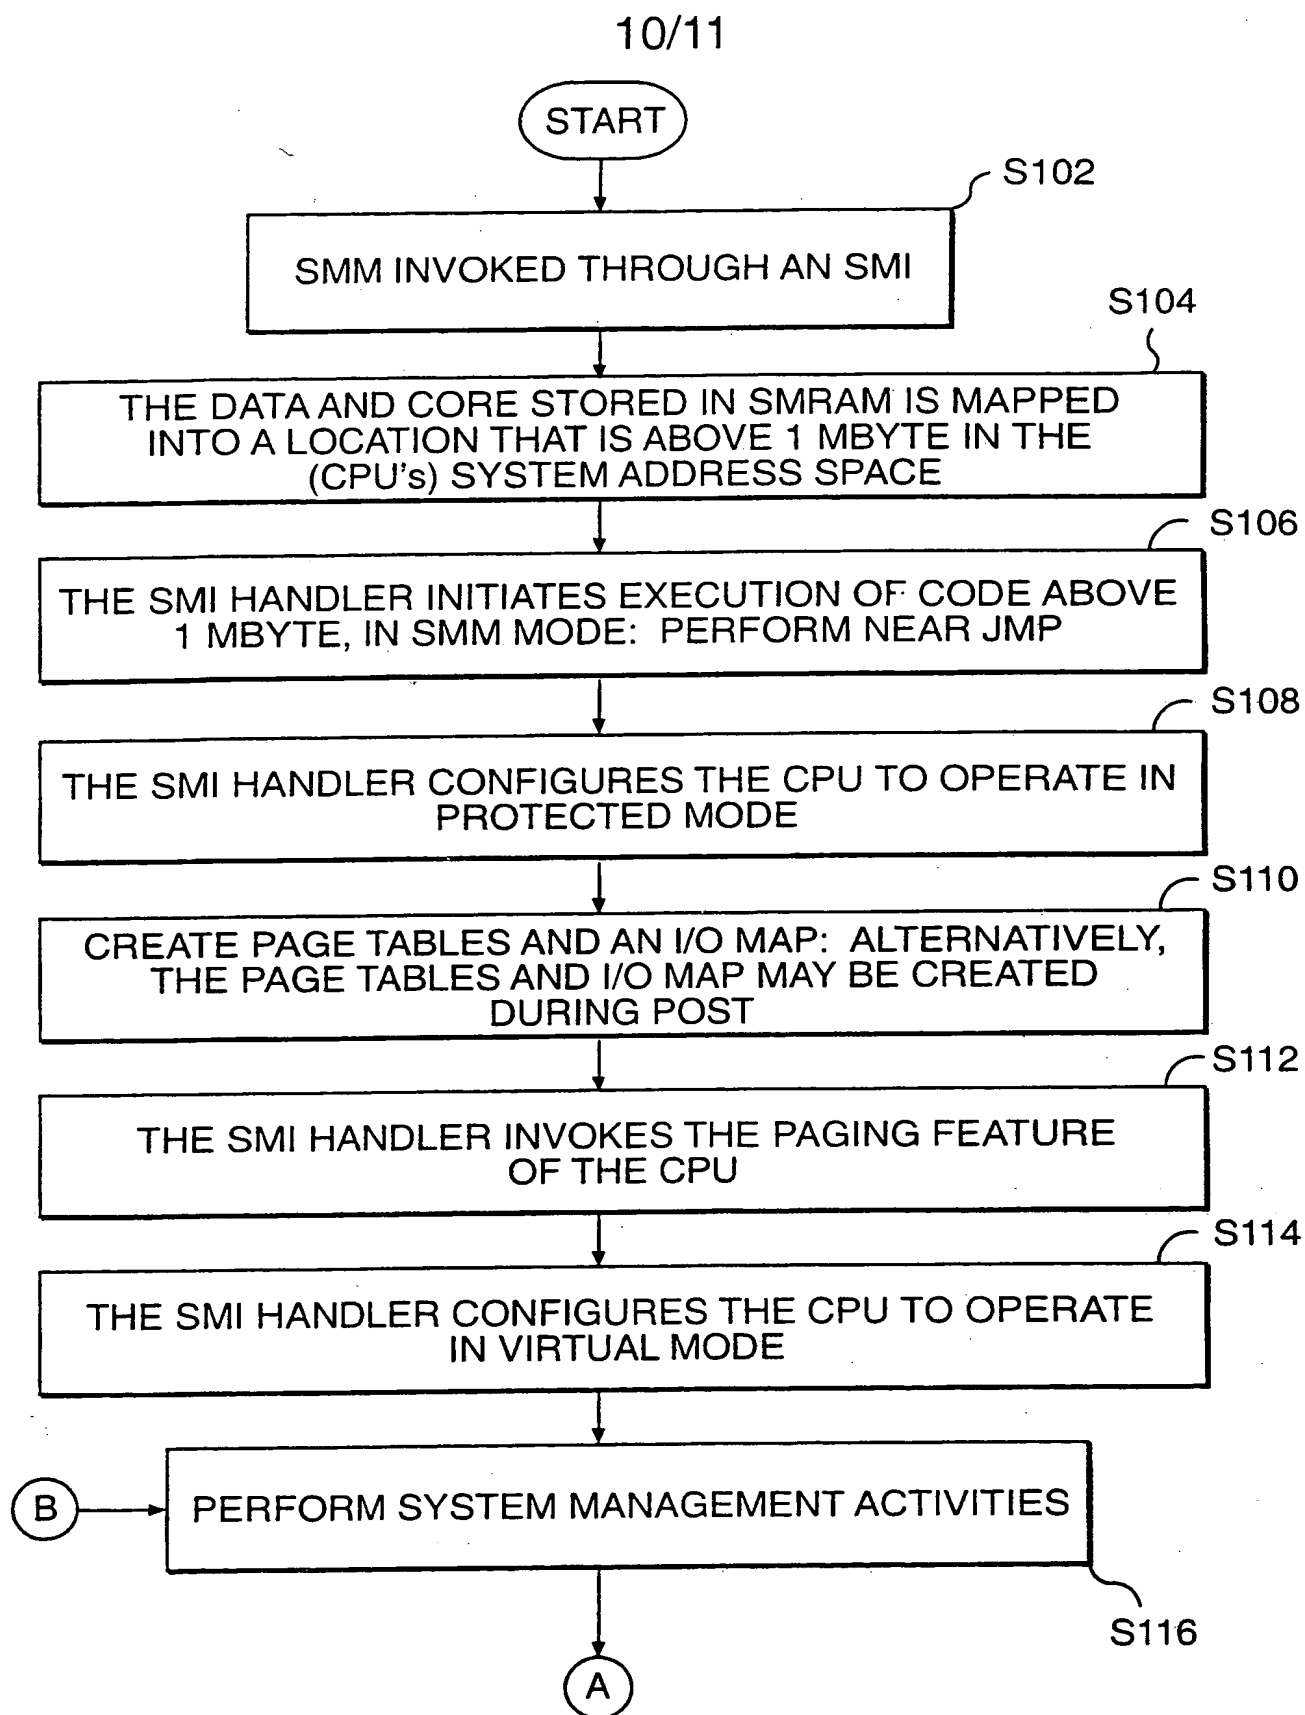 10/11
START
S102
SMM INVOKED THROUGH AN SMI
S104
THE DATA AND CORE STORED IN SMRAM IS MAPPED
INTO A LOCATION THAT IS ABOVE 1 MBYTE IN THE
(CPU's) SYSTEM ADDRESS SPACE
S106
THE SMI HANDLER INITIATES EXECUTION OF CODE ABOVE
1 MBYTE, IN SMM MODE: PERFORM NEAR JMP
S108
THE SMI HANDLER CONFIGURES THE CPU TO OPERATE IN
PROTECTED MODE
S110
CREATE PAGE TABLES AND AN I/O MAP: ALTERNATIVELY,
THE PAGE TABLES AND I/O MAP MAY BE CREATED
DURING POST
S112
THE SMI HANDLER INVOKES THE PAGING FEATURE
OF THE CPU
S114
THE SMI HANDLER CONFIGURES THE CPU TO OPERATE
IN VIRTUAL MODE
B
PERFORM SYSTEM MANAGEMENT ACTIVITIES
S116
A